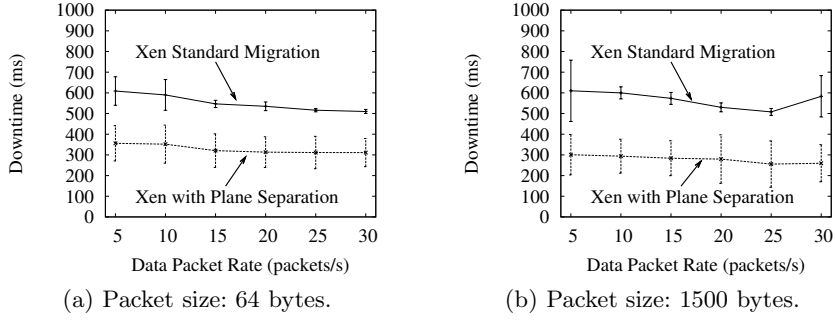 1000
900
800
700
600
500
400
300
200
100
0
Downtime (ms)
Xen Standard Migration
Xen with Plane Separation
5 10 15 20 25 30
Data Packet Rate (packets/s)
(a) Packet size: 64 bytes.
1000
900
800
700
600
500
400
300
200
100
0
Downtime (ms)
Xen Standard Migration
Xen with Plane Separation
5 10 15 20 25 30
Data Packet Rate (packets/s)
(b) Packet size: 1500 bytes.